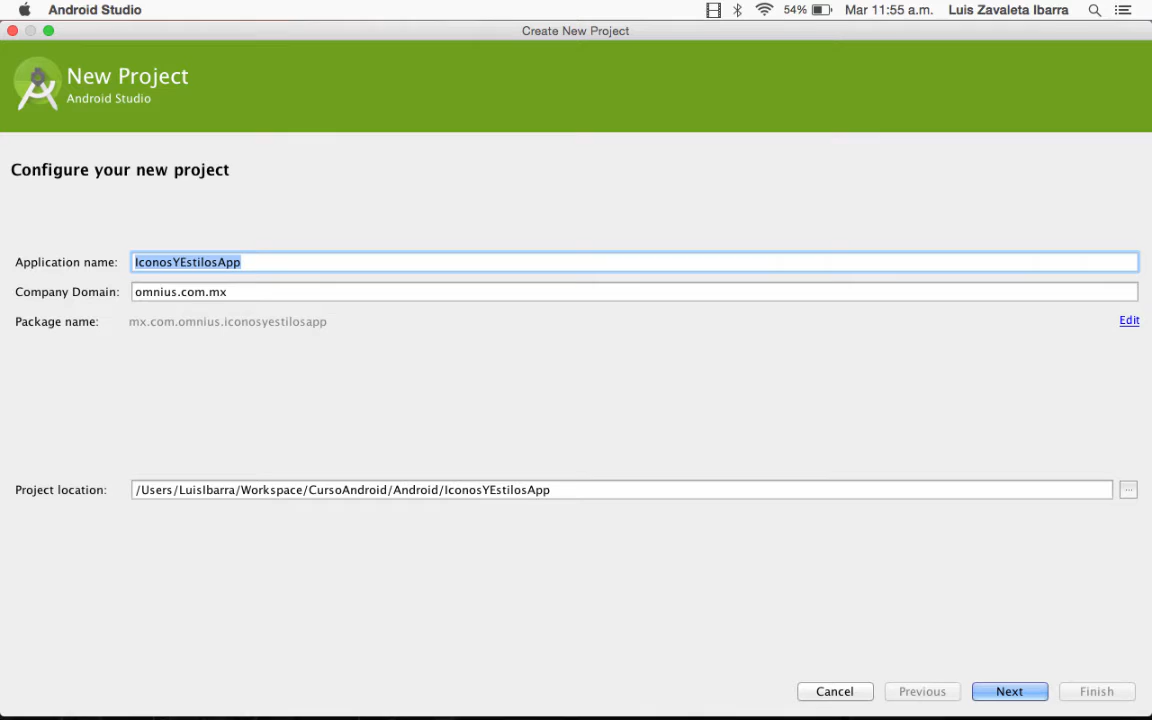 Android Studio 54% Mar 11:55 a.m. Luis Zavaleta Ibarra
Create New Project
New Project
Android Studio
Configure your new project
Application name: IconosYEstilosApp
Company Domain: omnius.com.mx
Package name: mx.com.omnius.iconosyestilosapp Edit
Project location: /Users/LuisIbarra/Workspace/CursoAndroid/Android/IconosYEstilosApp ...
Cancel Previous Next Finish